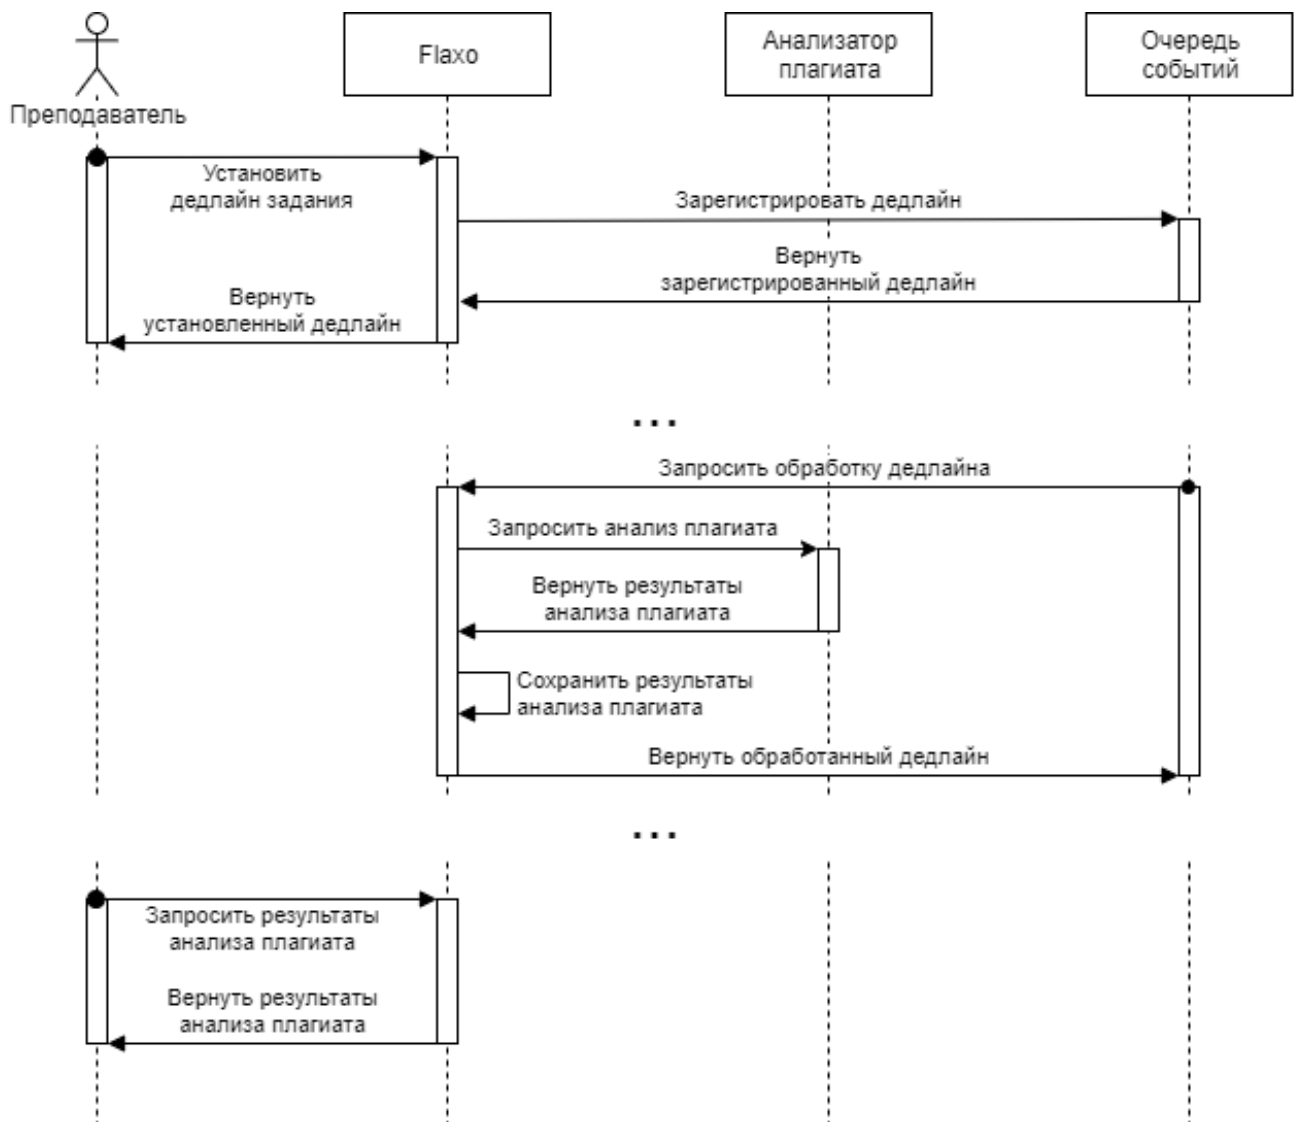 Flaxo
Анализатор
плагиата
Очередь
событий
Преподаватель
Установить
дедлайн задания
Зарегистрировать дедлайн
Вернуть
зарегистрированный дедлайн
Вернуть
установленный дедлайн
...
Запросить обработку дедлайна
Запросить анализ плагиата
Вернуть результаты
анализа плагиата
Сохранить результаты
анализа плагиата
Вернуть обработанный дедлайн
...
Запросить результаты
анализа плагиата
Вернуть результаты
анализа плагиата